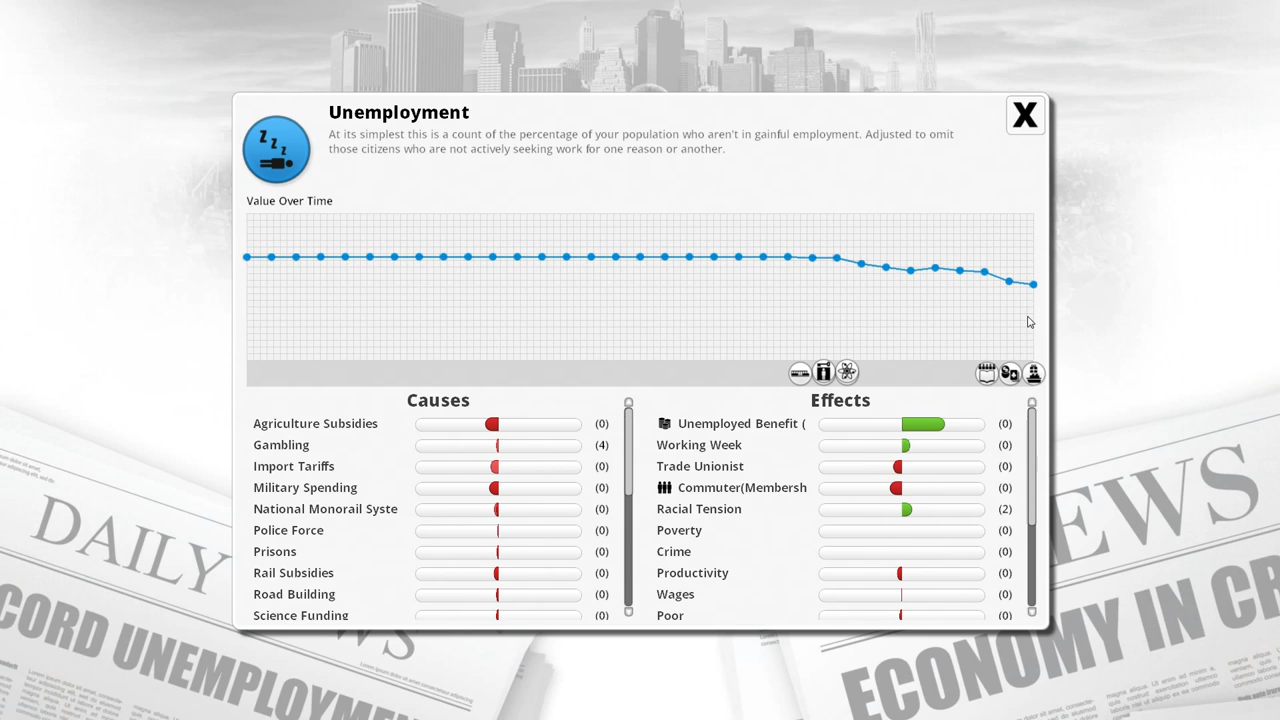 Unemployment
X
At its simplest this is a count of the percentage of your population who aren't in gainful employment. Adjusted to omit
those citizens who are not actively seeking work for one reason or another.
Z Z Z
Value Over Time
Causes
Agriculture Subsidies (0)
Gambling (4)
Import Tariffs (0)
Military Spending (0)
National Monorail Syste (0)
Police Force (0)
Prisons (0)
Rail Subsidies (0)
Road Building (0)
Science Funding (0)
Effects
Unemployed Benefit ( (0)
Working Week (0)
Trade Unionist (0)
Commuter(Membersh (0)
Racial Tension (2)
Poverty (0)
Crime (0)
Productivity (0)
Wages (0)
Poor (0)
DAILY
WS
CORD UNEMPLOYME
EWS
ECONOMY IN CR